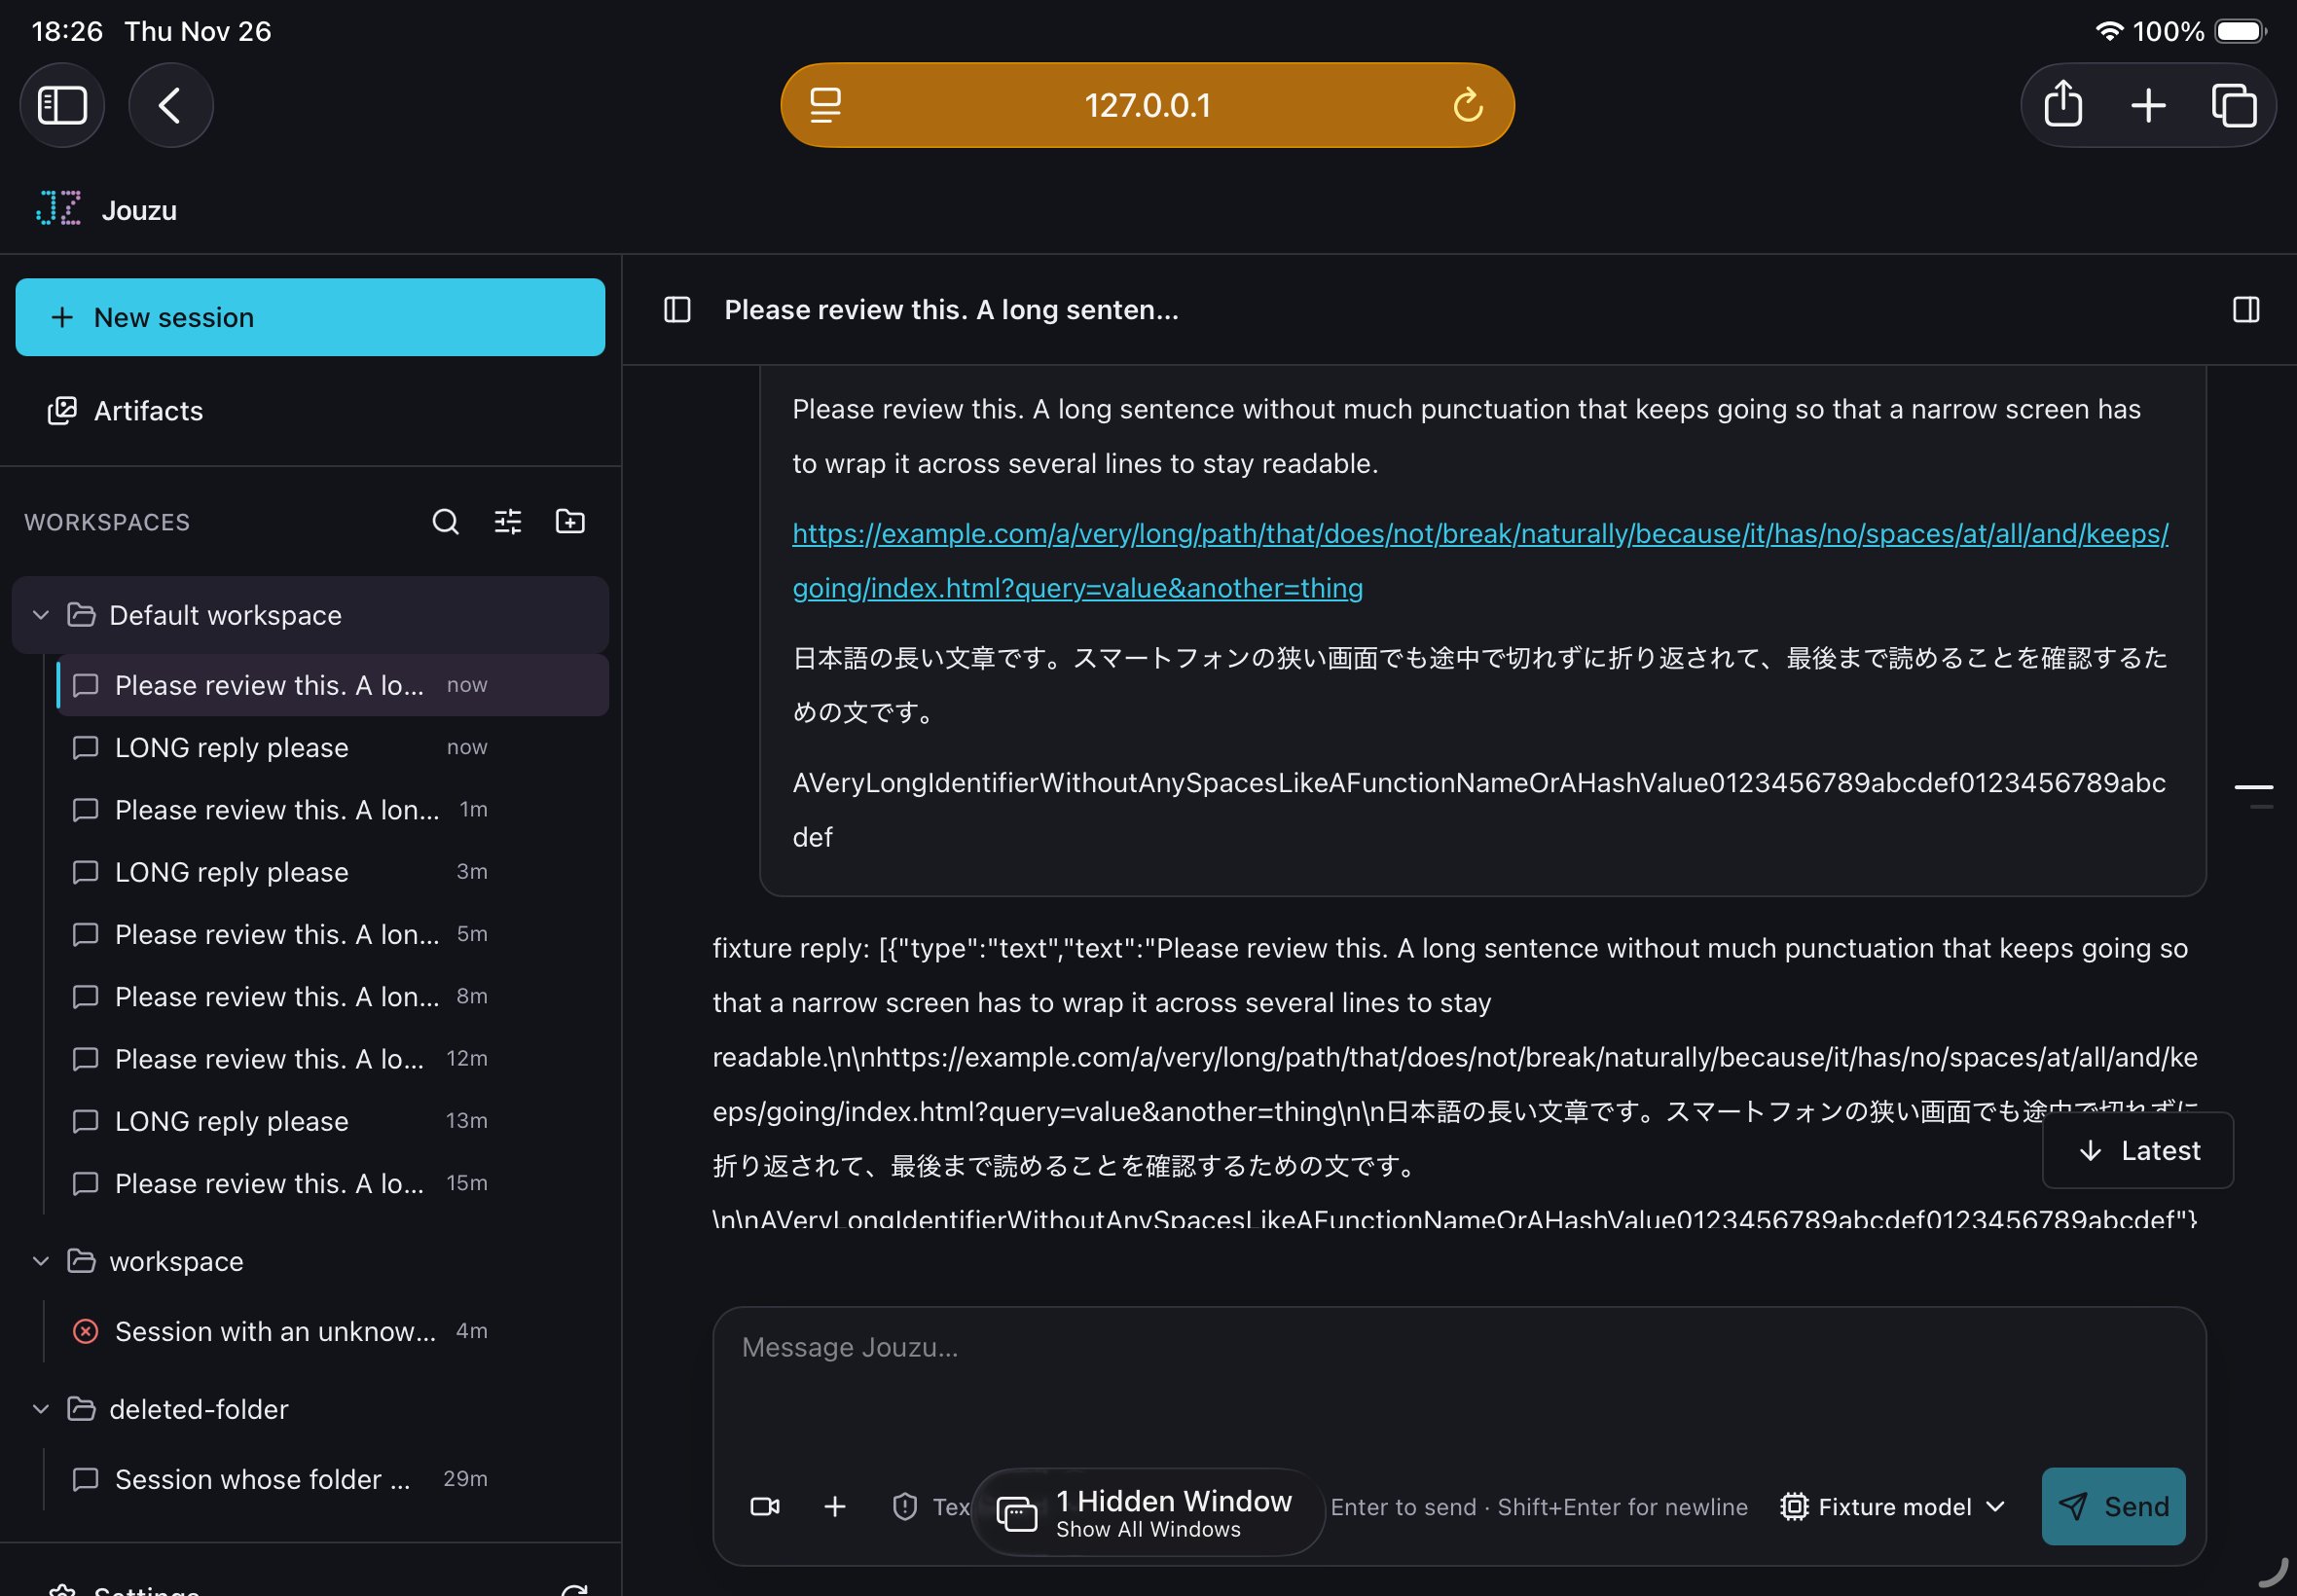 18:26 Thu Nov 26
100%
127.0.0.1
JZ Jouzu
New session
Artifacts
WORKSPACES
Default workspace
Please review this. A lo... now
LONG reply please now
Please review this. A lon... 1m
LONG reply please 3m
Please review this. A lon... 5m
Please review this. A lon... 8m
Please review this. A lo... 12m
LONG reply please 13m
Please review this. A lo... 15m
workspace
Session with an unknow... 4m
deleted-folder
Session whose folder ... 29m
Settings
Please review this. A long senten...
Please review this. A long sentence without much punctuation that keeps going so that a narrow screen has
to wrap it across several lines to stay readable.
https://example.com/a/very/long/path/that/does/not/break/naturally/because/it/has/no/spaces/at/all/and/keeps/
going/index.html?query=value&another=thing
日本語の長い文章です。スマートフォンの狭い画面でも途中で切れずに折り返されて、最後まで読めることを確認するた
めの文です。
AVeryLongIdentifierWithoutAnySpacesLikeAFunctionNameOrAHashValue0123456789abcdef0123456789abc
def
fixture reply: [{"type":"text","text":"Please review this. A long sentence without much punctuation that keeps going so
that a narrow screen has to wrap it across several lines to stay
readable.\n\nhttps://example.com/a/very/long/path/that/does/not/break/naturally/because/it/has/no/spaces/at/all/and/ke
eps/going/index.html?query=value&another=thing\n\n日本語の長い文章です。スマートフォンの狭い画面でも途中で切れずに
折り返されて、最後まで読めることを確認するための文です。
\n\nAVeryLongIdentifierWithoutAnySpacesLikeAFunctionNameOrAHashValue0123456789abcdef0123456789abcdef"}
Latest
Message Jouzu...
Tex
1 Hidden Window
Show All Windows
Enter to send · Shift+Enter for newline
Fixture model
Send